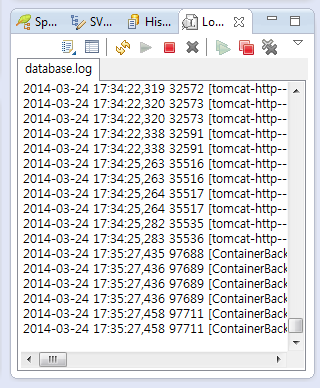 Sp...
SV...
His...
Lo...
database.log
2014-03-24 17:34:22,319 32572 [tomcat-http--
2014-03-24 17:34:22,320 32573 [tomcat-http--
2014-03-24 17:34:22,320 32573 [tomcat-http--
2014-03-24 17:34:22,338 32591 [tomcat-http--
2014-03-24 17:34:22,338 32591 [tomcat-http--
2014-03-24 17:34:25,263 35516 [tomcat-http--
2014-03-24 17:34:25,263 35516 [tomcat-http--
2014-03-24 17:34:25,264 35517 [tomcat-http--
2014-03-24 17:34:25,264 35517 [tomcat-http--
2014-03-24 17:34:25,282 35535 [tomcat-http--
2014-03-24 17:34:25,283 35536 [tomcat-http--
2014-03-24 17:35:27,435 97688 [ContainerBack
2014-03-24 17:35:27,436 97689 [ContainerBack
2014-03-24 17:35:27,436 97689 [ContainerBack
2014-03-24 17:35:27,436 97689 [ContainerBack
2014-03-24 17:35:27,458 97711 [ContainerBack
2014-03-24 17:35:27,458 97711 [ContainerBack